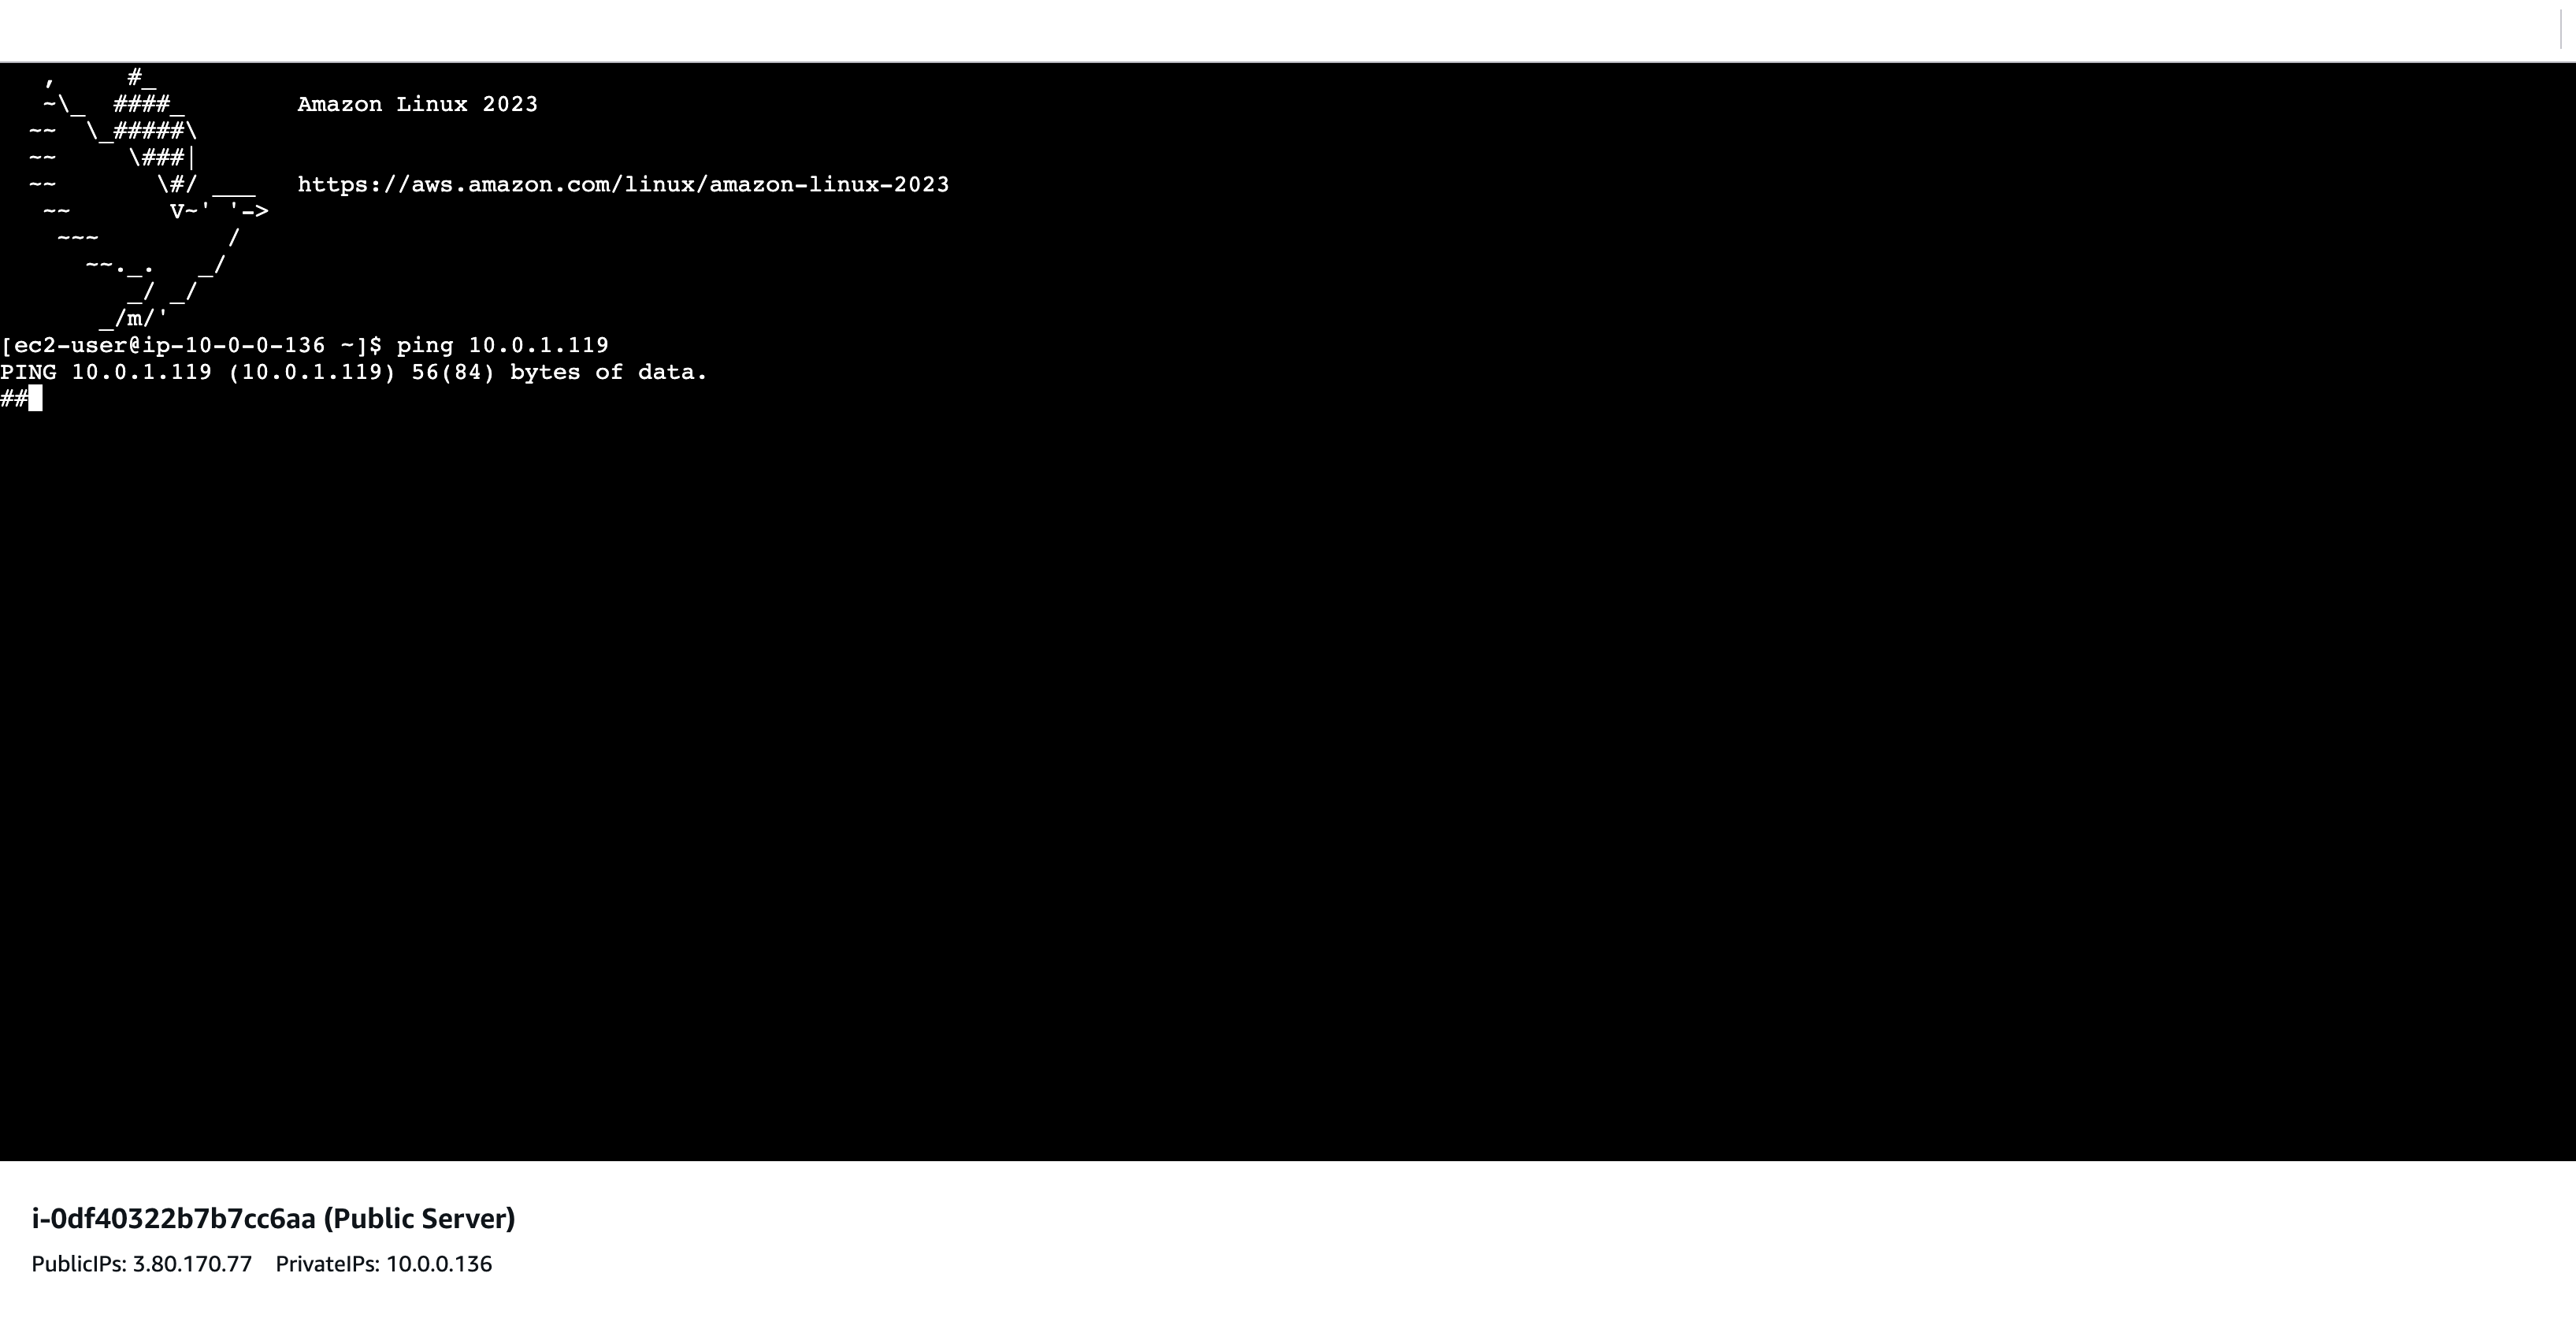 ,     #_
   ~\_  ####_        Amazon Linux 2023
  ~~  \_#####\
  ~~     \###|
  ~~       \#/ ___   https://aws.amazon.com/linux/amazon-linux-2023
   ~~       V~' '->
    ~~~         /
      ~~._.   _/
         _/ _/
       _/m/'
[ec2-user@ip-10-0-0-136 ~]$ ping 10.0.1.119
PING 10.0.1.119 (10.0.1.119) 56(84) bytes of data.
##
i-0df40322b7b7cc6aa (Public Server)
PublicIPs: 3.80.170.77    PrivateIPs: 10.0.0.136